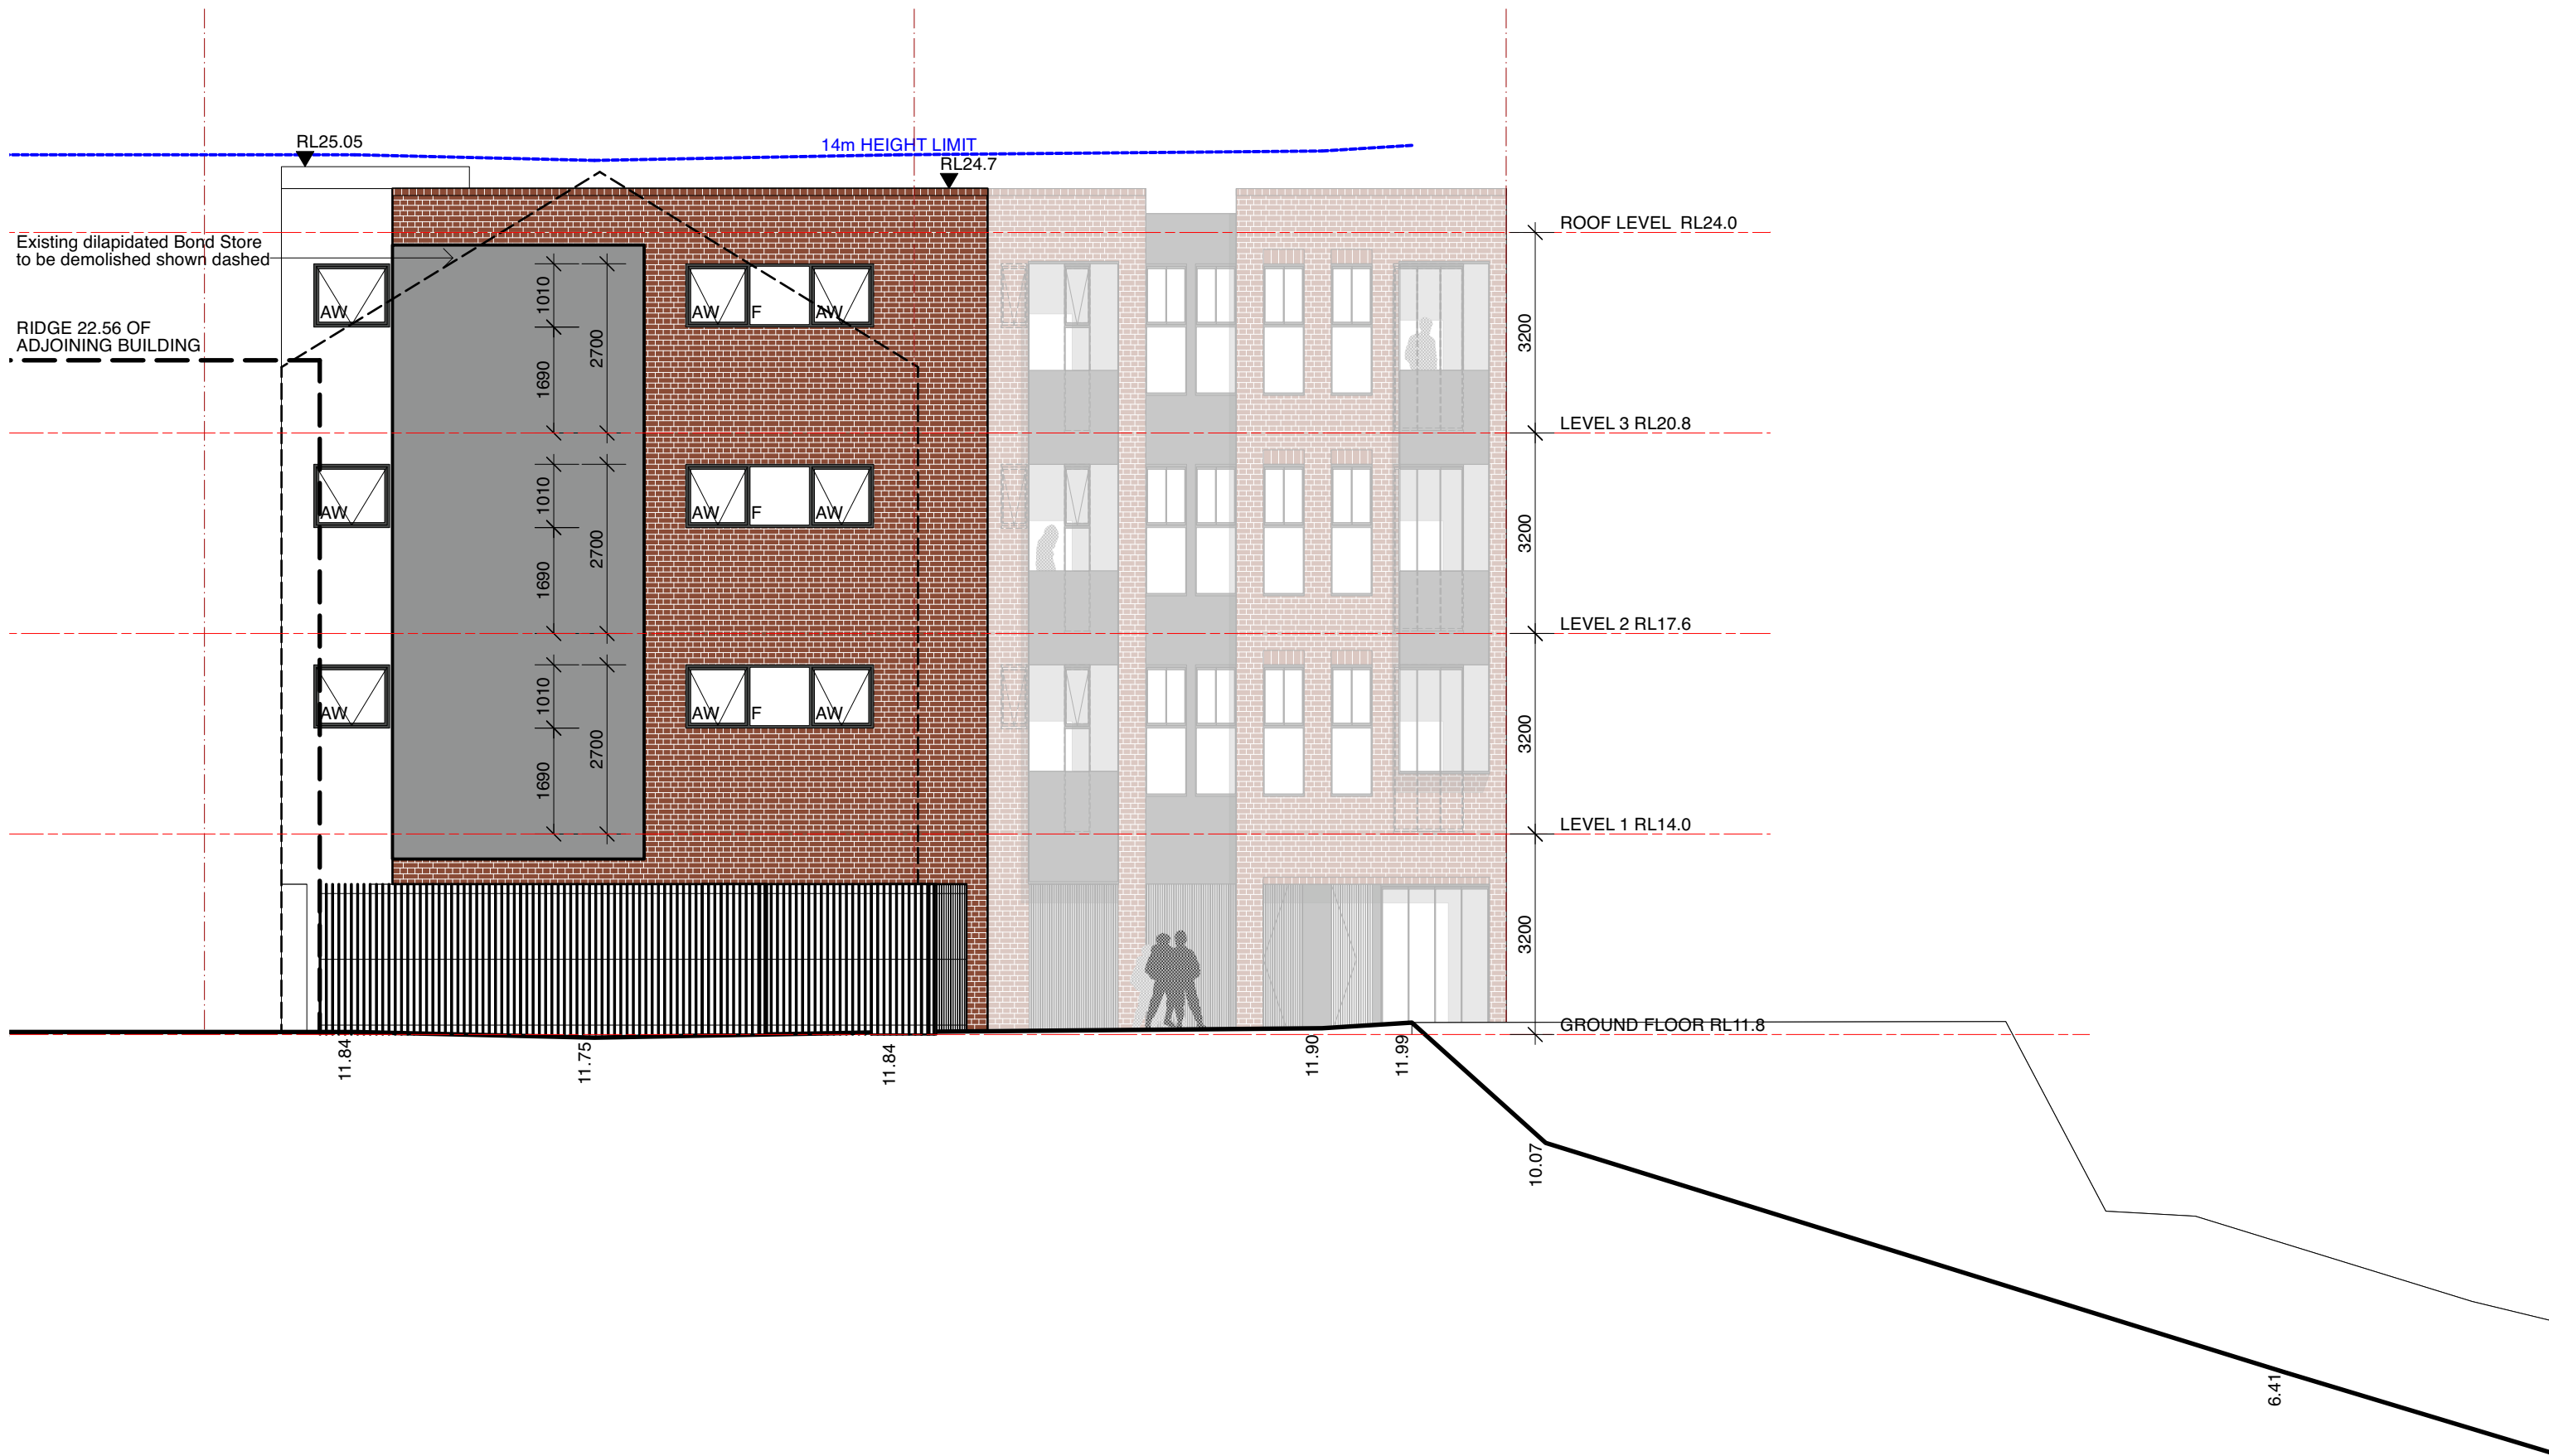 RL25.05
14m HEIGHT LIMIT
RL24.7
ROOF LEVEL RL24.0
Existing dilapidated Bond Store
to be demolished shown dashed
RIDGE 22.56 OF
ADJOINING BUILDING
AW
1010
1690
2700
AW
F
AW
3200
LEVEL 3 RL20.8
AW
1010
1690
2700
AW
F
AW
3200
LEVEL 2 RL17.6
AW
1010
1690
2700
AW
F
AW
3200
LEVEL 1 RL14.0
3200
GROUND FLOOR RL11.8
11.84
11.75
11.84
11.90
11.99
10.07
6.41